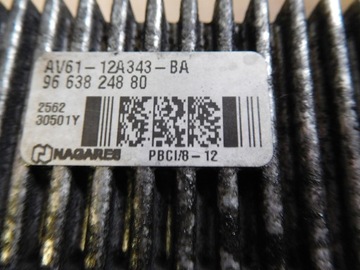 AV61-12A343-BA
96 638 248 80
2562
30501Y
NAGARES
PBCI/8-12